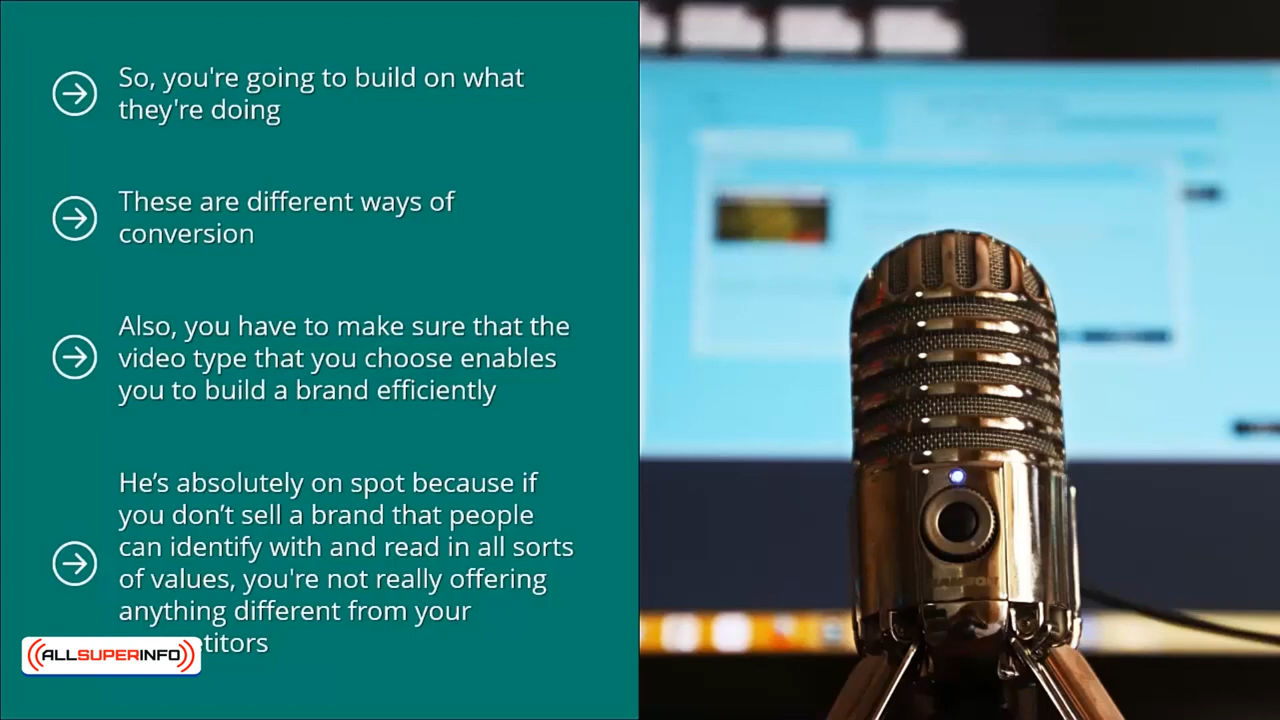 So, you're going to build on what
they're doing
These are different ways of
conversion
Also, you have to make sure that the
video type that you choose enables
you to build a brand efficiently
He’s absolutely on spot because if
you don’t sell a brand that people
can identify with and read in all sorts
of values, you're not really offering
anything different from your
etitors
ALLSUPERINFO